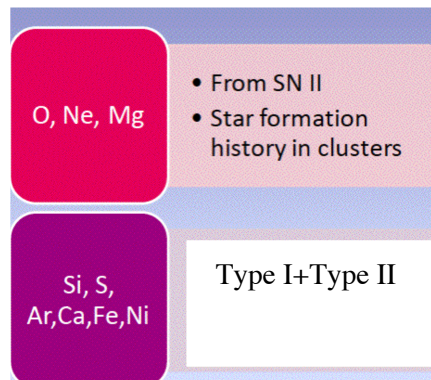 O, Ne, Mg
• From SN II
• Star formation
history in clusters
Si, S,
Ar,Ca,Fe,Ni
Type I+Type II